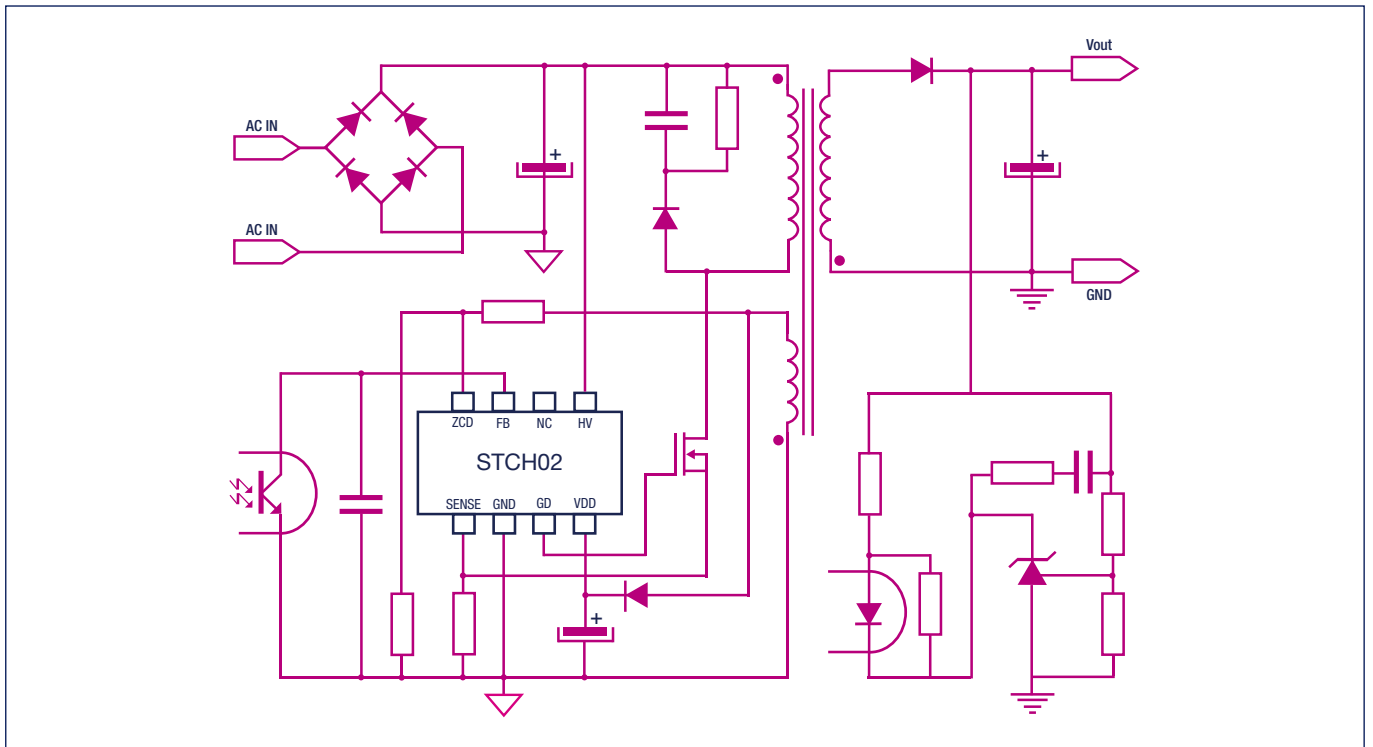 Vout
AC IN
AC IN
GND
ZCD FB NC HV
STCH02
SENSE GND GD VDD
+
+
+